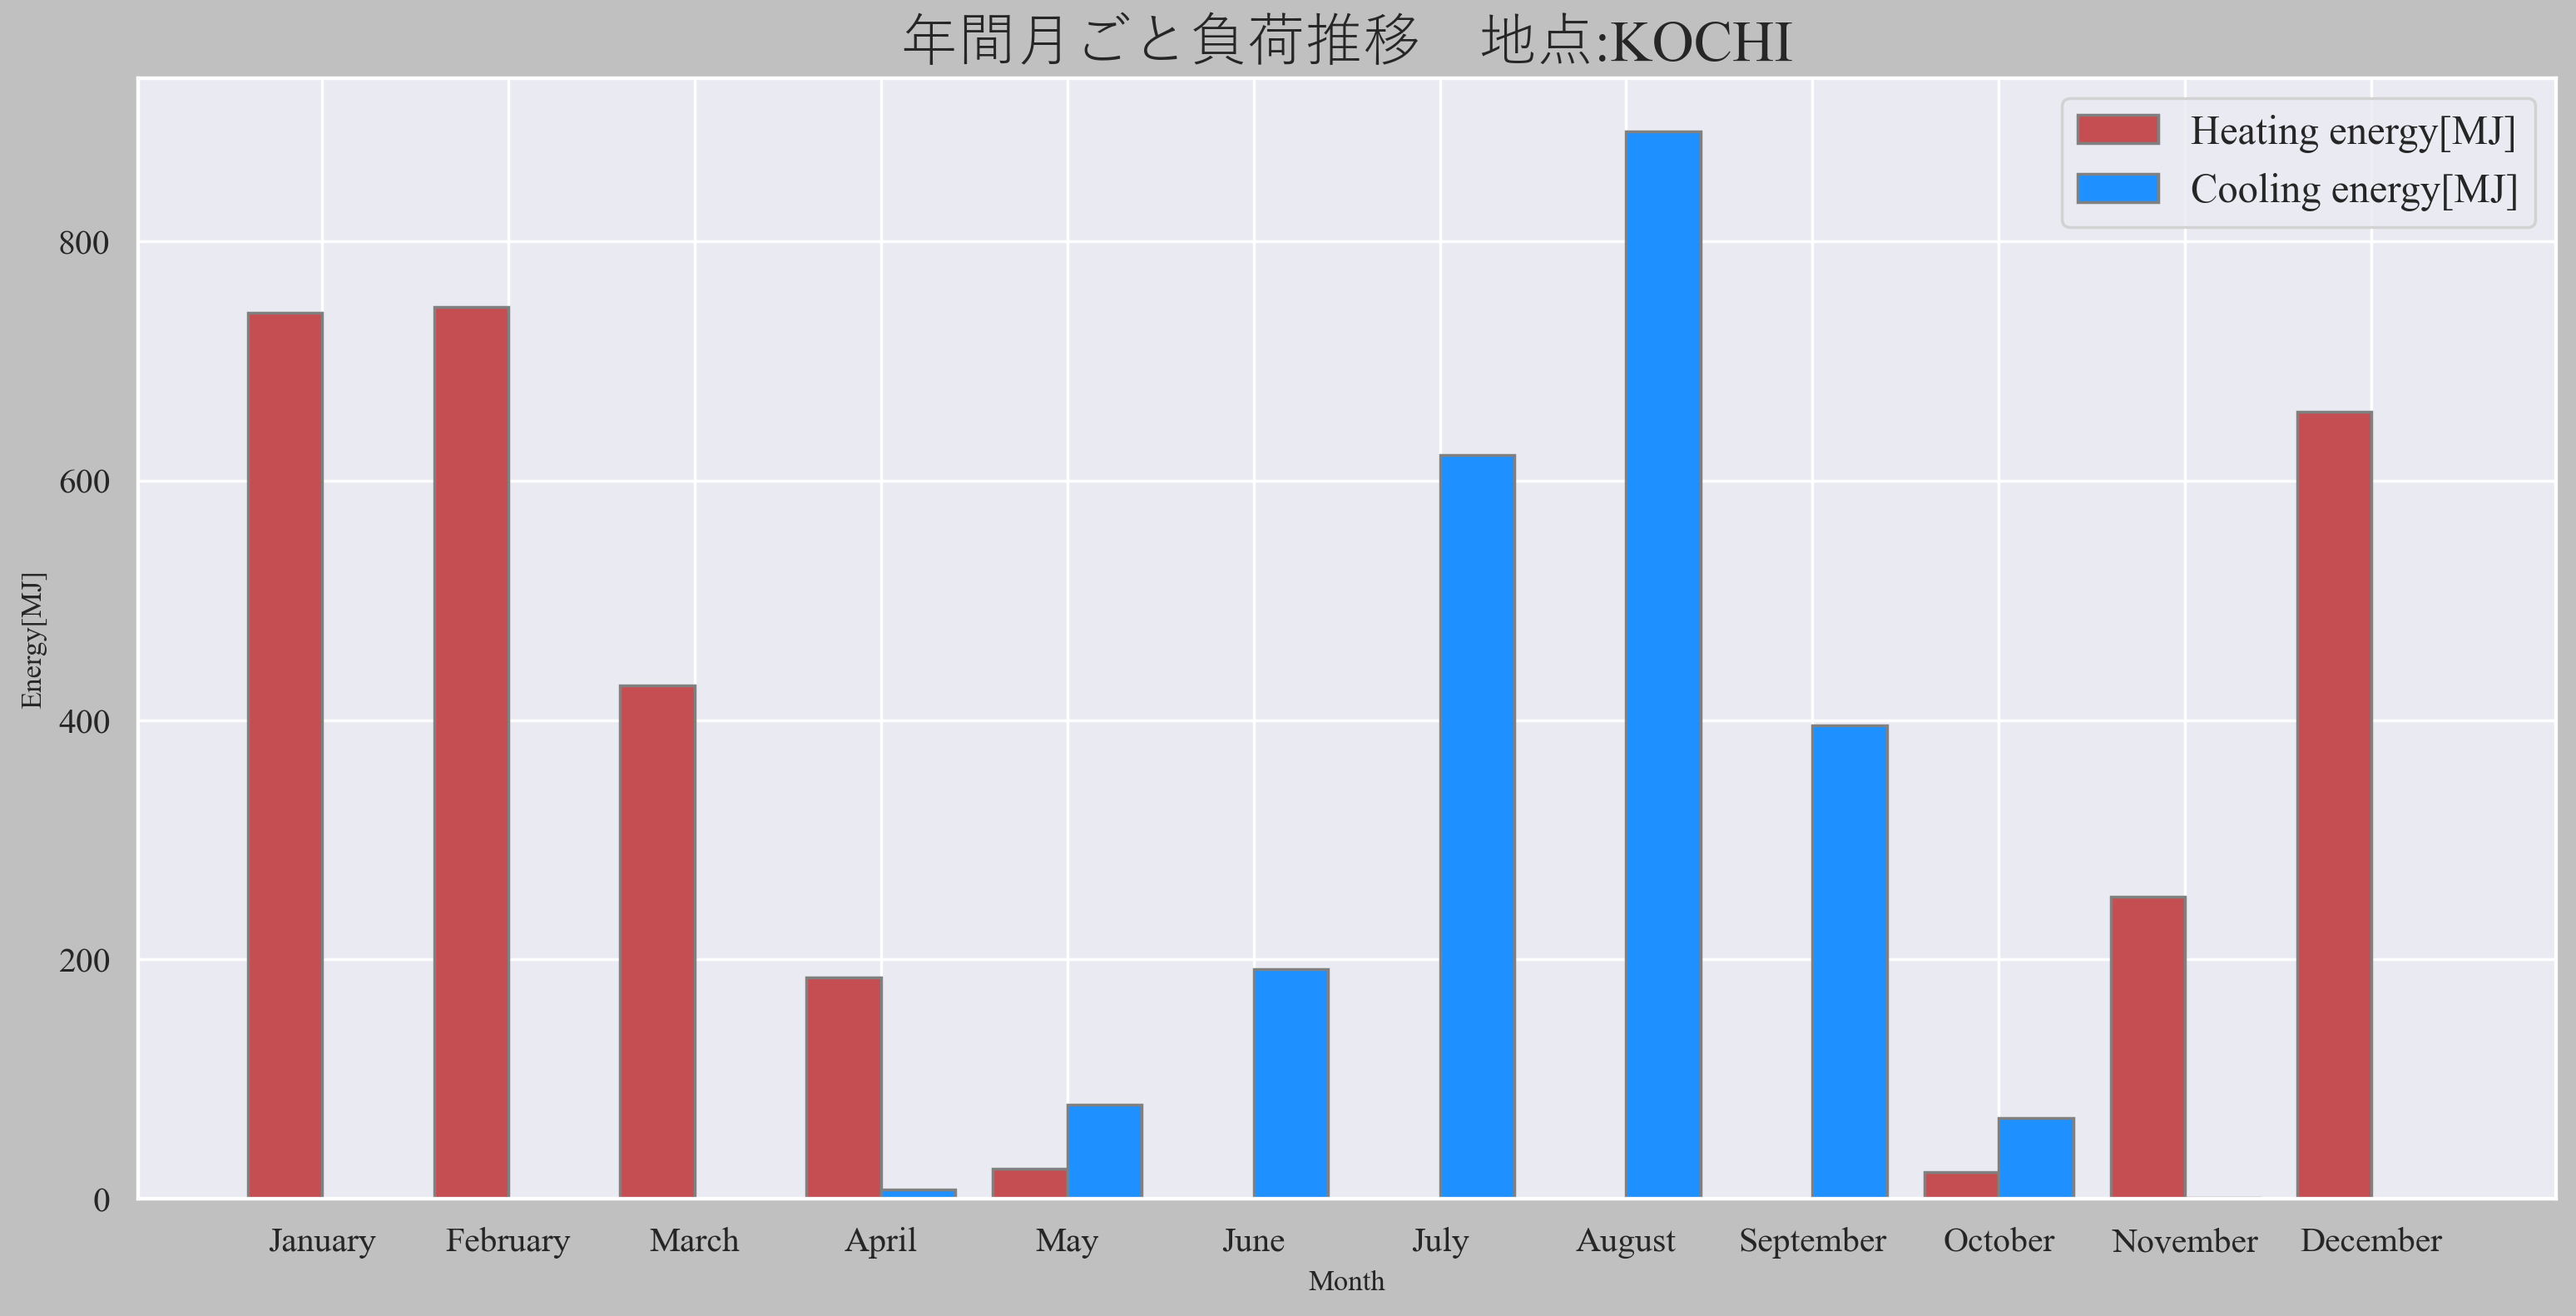 年間月ごと負荷推移　地点:KOCHI
Heating energy[MJ]
Cooling energy[MJ]
800
600
400
200
0
Energy[MJ]
January February March April May June July August September October November December
Month